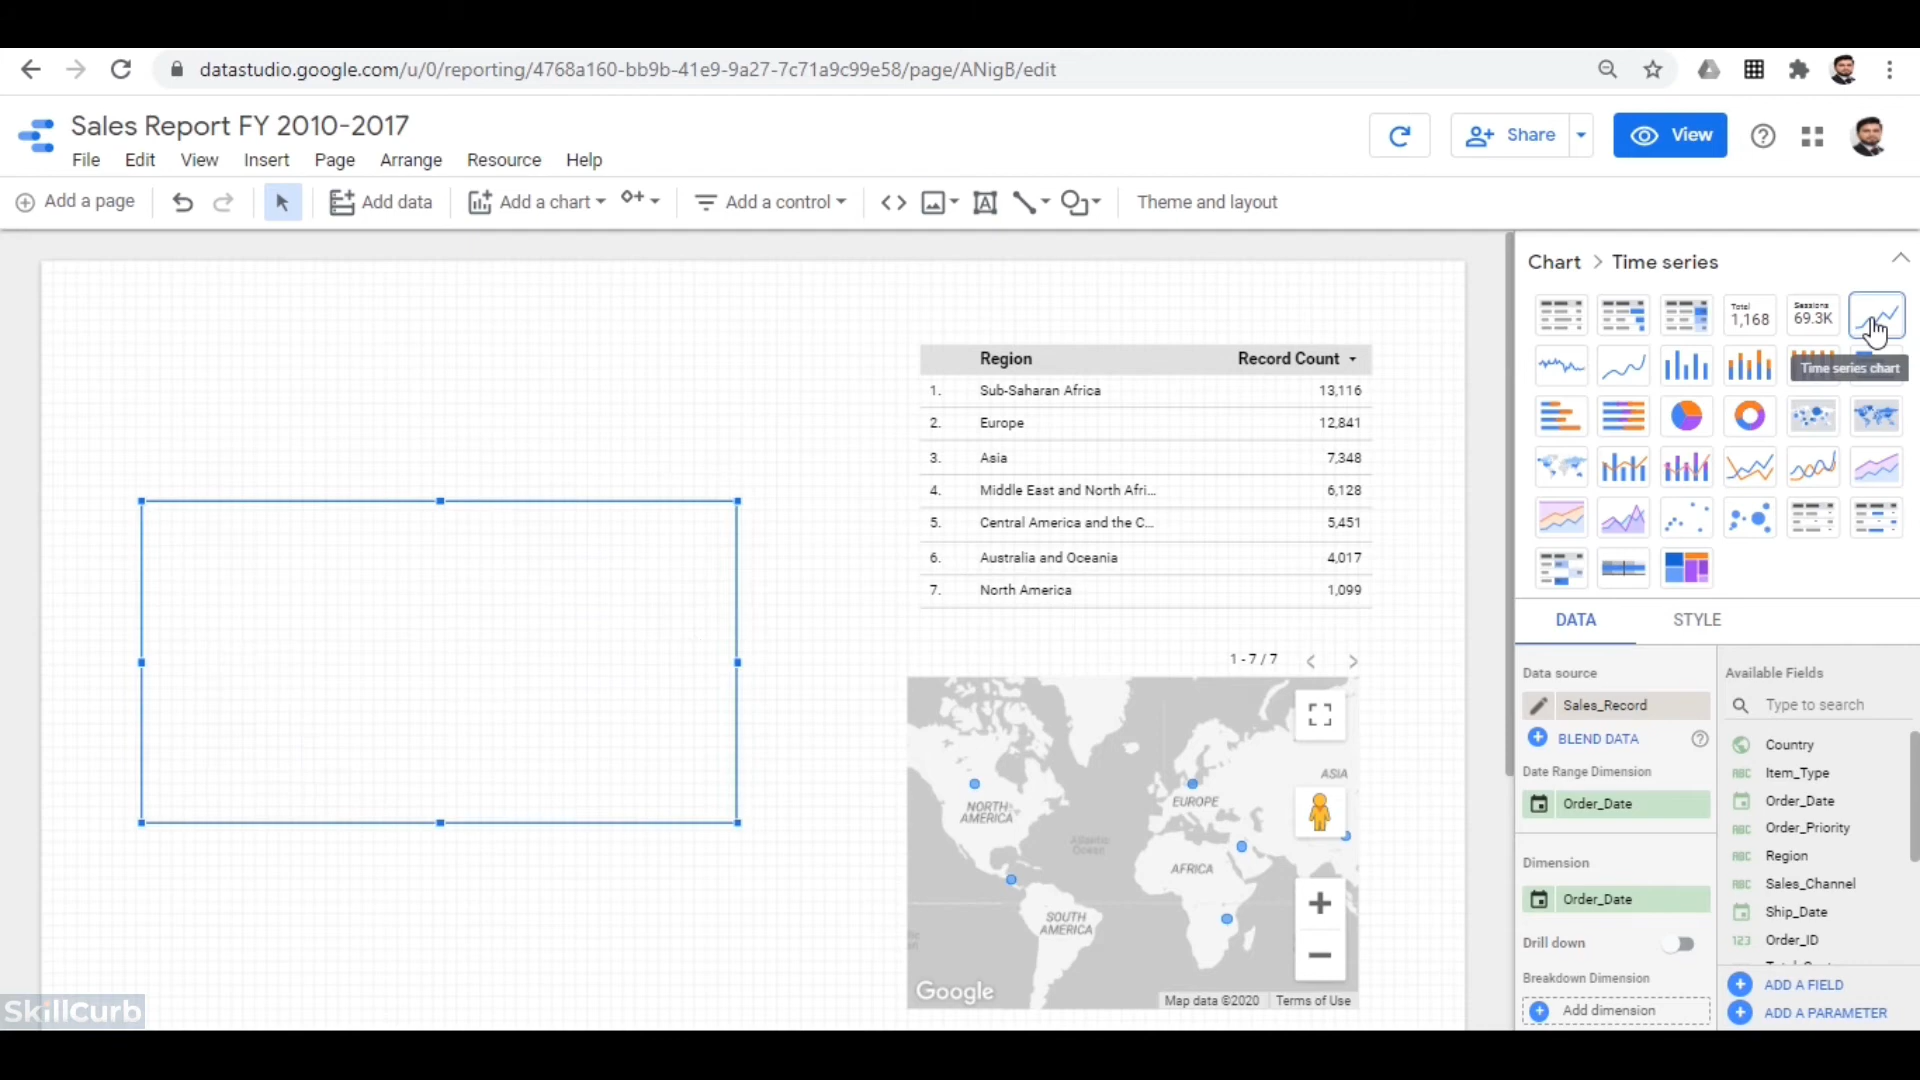 datastudio.google.com/u/0/reporting/4768a160-bb9b-41e9-9a27-7c71a9c99e58/page/ANigB/edit
Sales Report FY 2010-2017
File Edit View Insert Page Arrange Resource Help
Share
View
Add a page
Add data
Add a chart
Add a control
Theme and layout
Chart > Time series
Total
1,168
Sessions
69.3K
Time series chart
Region Record Count
1. Sub-Saharan Africa 13,116
2. Europe 12,841
3. Asia 7,348
4. Middle East and North Afri... 6,128
5. Central America and the C... 5,451
6. Australia and Oceania 4,017
7. North America 1,099
1 - 7 / 7
ASIA
NORTH
AMERICA
EUROPE
Atlantic
Ocean
AFRICA
SOUTH
AMERICA
Google
Map data ©2020 Terms of Use
DATA STYLE
Data source
Sales_Record
BLEND DATA
Date Range Dimension
Order_Date
Dimension
Order_Date
Drill down
Breakdown Dimension
Add dimension
Available Fields
Type to search
Country
ABC Item_Type
Order_Date
ABC Order_Priority
ABC Region
ABC Sales_Channel
Ship_Date
123 Order_ID
ADD A FIELD
ADD A PARAMETER
SkillCurb